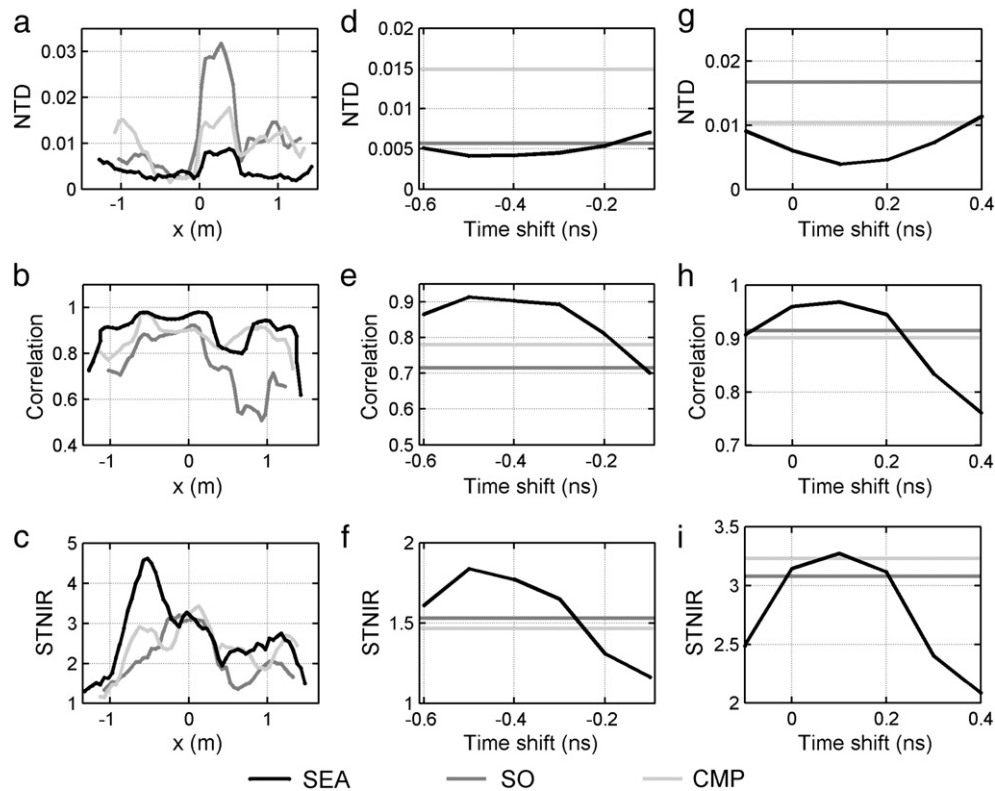 a
NTD
0.03
0.02
0.01
0
-1 0 1
x (m)
d
NTD
0.02
0.015
0.01
0.005
0
-0.6 -0.4 -0.2
Time shift (ns)
g
NTD
0.02
0.01
0
0 0.2 0.4
Time shift (ns)
b
Correlation
1
0.8
0.6
0.4
-1 0 1
x (m)
e
Correlation
0.9
0.8
0.7
0.6
0.5
-0.6 -0.4 -0.2
Time shift (ns)
h
Correlation
1
0.9
0.8
0.7
0 0.2 0.4
Time shift (ns)
c
STNIR
5
4
3
2
1
-1 0 1
x (m)
f
STNIR
2
1.5
1
-0.6 -0.4 -0.2
Time shift (ns)
i
STNIR
3.5
3
2.5
2
0 0.2 0.4
Time shift (ns)
SEA SO CMP